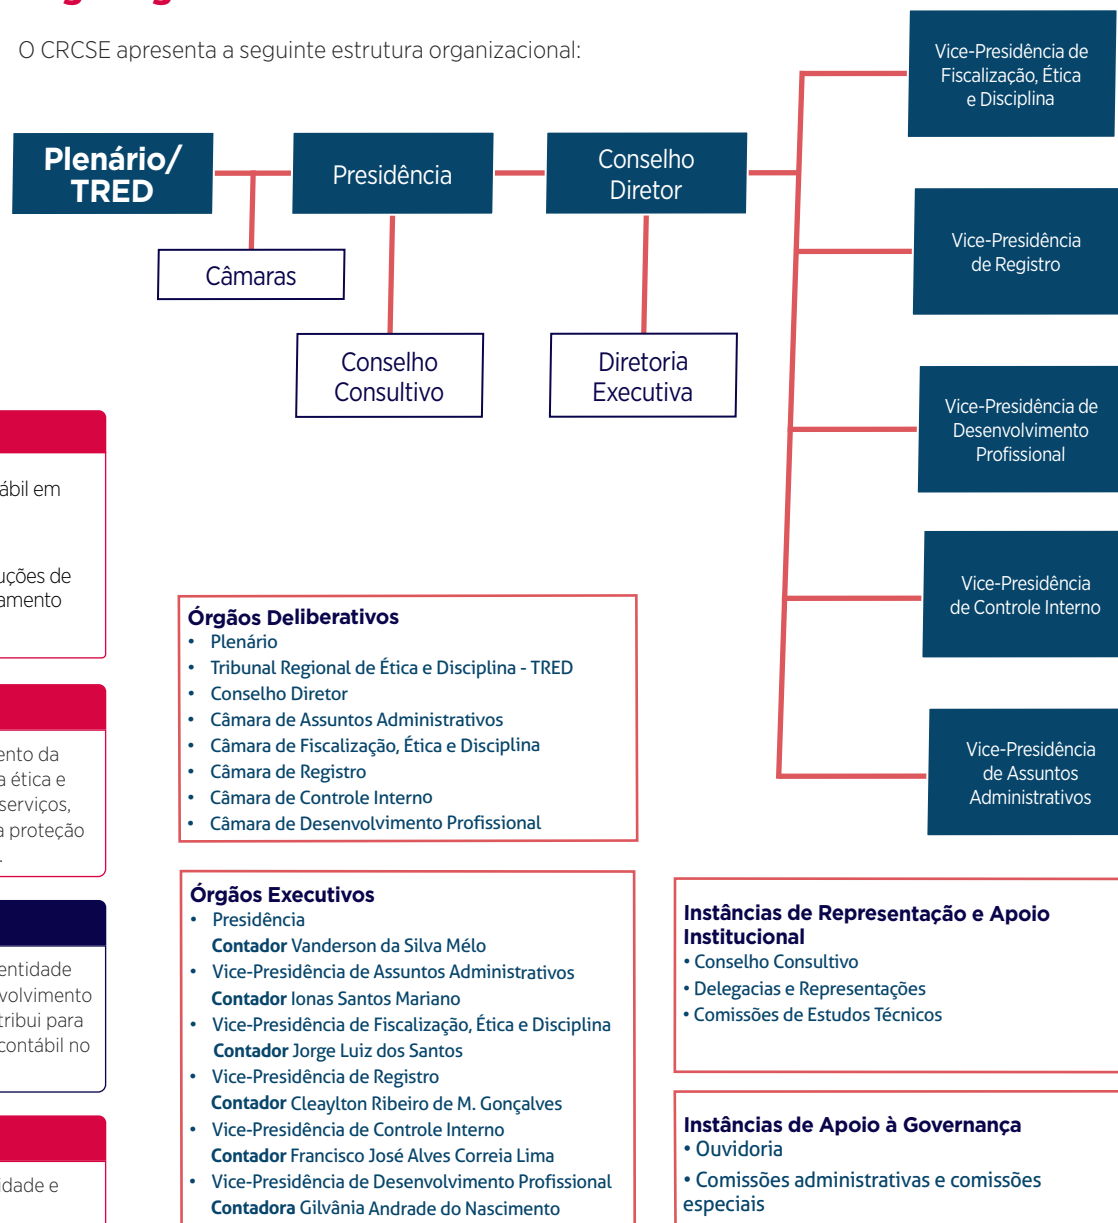 O CRCSE apresenta a seguinte estrutura organizacional:
Plenário/
TRED
Presidência
Conselho
Diretor
Câmaras
Conselho
Consultivo
Diretoria
Executiva
Vice-Presidência de
Fiscalização, Ética
e Disciplina
Vice-Presidência
de Registro
Vice-Presidência de
Desenvolvimento
Profissional
Vice-Presidência
de Controle Interno
Vice-Presidência
de Assuntos
Administrativos
ábil em
uções de
amento
ento da
a ética e
serviços,
a proteção
.
entidade
volvimento
tribui para
contábil no
idade e
Órgãos Deliberativos
• Plenário
• Tribunal Regional de Ética e Disciplina - TRED
• Conselho Diretor
• Câmara de Assuntos Administrativos
• Câmara de Fiscalização, Ética e Disciplina
• Câmara de Registro
• Câmara de Controle Interno
• Câmara de Desenvolvimento Profissional
Órgãos Executivos
• Presidência
Contador Vanderson da Silva Mélo
• Vice-Presidência de Assuntos Administrativos
Contador Ionas Santos Mariano
• Vice-Presidência de Fiscalização, Ética e Disciplina
Contador Jorge Luiz dos Santos
• Vice-Presidência de Registro
Contador Cleaylton Ribeiro de M. Gonçalves
• Vice-Presidência de Controle Interno
Contador Francisco José Alves Correia Lima
• Vice-Presidência de Desenvolvimento Profissional
Contadora Gilvânia Andrade do Nascimento
Instâncias de Representação e Apoio
Institucional
• Conselho Consultivo
• Delegacias e Representações
• Comissões de Estudos Técnicos
Instâncias de Apoio à Governança
• Ouvidoria
• Comissões administrativas e comissões
especiais